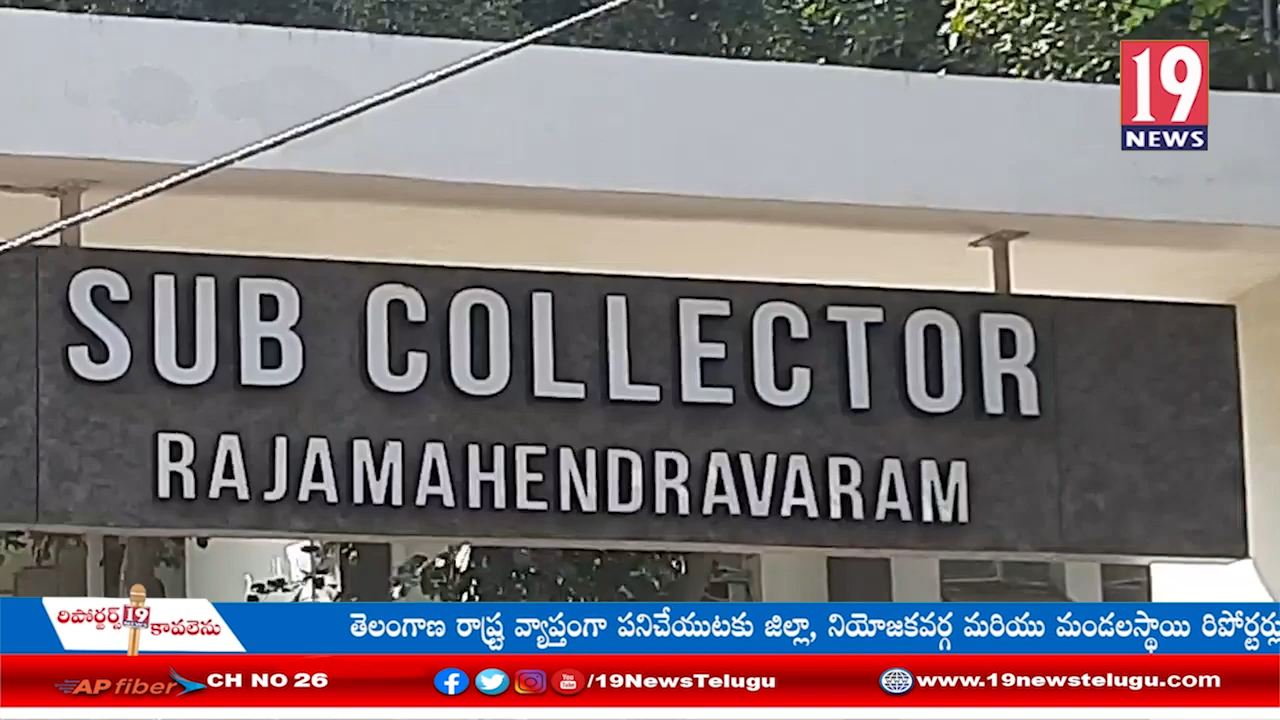 19
NEWS
SUB COLLECTOR
RAJAMAHENDRAVARAM
రిపోర్టర్స్ 19 కావలెను
తెలంగాణ రాష్ట్ర వ్యాప్తంగా పనిచేయుటకు జిల్లా, నియోజకవర్గ మరియు మండలస్థాయి రిపోర్టర్లు
AP fiber CH NO 26 /19NewsTelugu www.19newstelugu.com